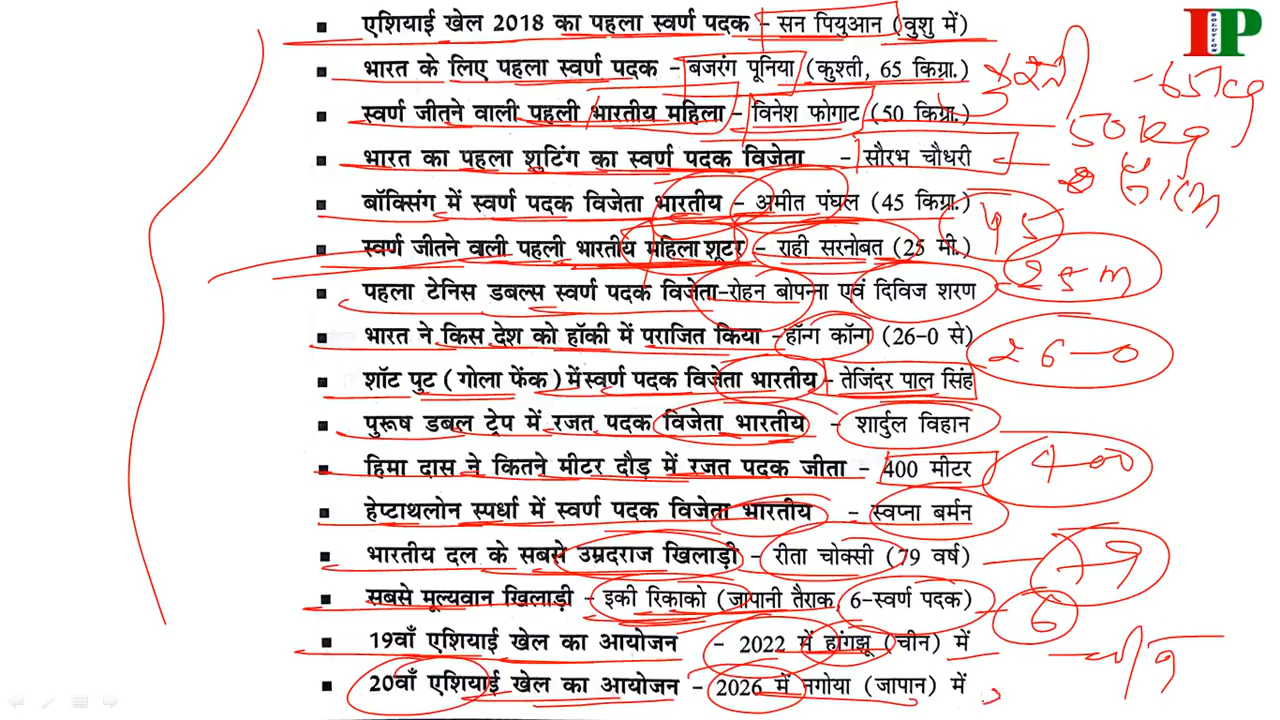 ■ एशियाई खेल 2018 का पहला स्वर्ण पदक - सन पियुआन (वुशु में)
■ भारत के लिए पहला स्वर्ण पदक - बजरंग पूनिया (कुश्ती, 65 किग्रा.)
■ स्वर्ण जीतने वाली पहली भारतीय महिला - विनेश फोगाट (50 किग्रा.)
■ भारत का पहला शुटिंग का स्वर्ण पदक विजेता - सौरभ चौधरी
■ बॉक्सिंग में स्वर्ण पदक विजेता भारतीय - अमीत पंघल (45 किग्रा.)
■ स्वर्ण जीतने वाली पहली भारतीय महिला शूटर - राही सरनोबत (25 मी.)
पहला टेनिस डबल्स स्वर्ण पदक विजेता-रोहन बोपन्ना एवं दिविज शरण
■ भारत ने किस देश को हॉकी में पराजित किया - हॉन्ग कॉन्ग (26-0 से)
■ शॉट पुट (गोला फेंक) में स्वर्ण पदक विजेता भारतीय - तेजिंदर पाल सिंह
■ पुरूष डबल ट्रेप में रजत पदक विजेता भारतीय - शार्दुल विहान
■ हिमा दास ने कितने मीटर दौड़ में रजत पदक जीता - 400 मीटर
■ हेप्टाथलोन स्पर्धा में स्वर्ण पदक विजेता भारतीय - स्वप्ना बर्मन
■ भारतीय दल के सबसे उम्रदराज खिलाड़ी - रीता चोक्सी (79 वर्ष)
■ सबसे मूल्यवान खिलाड़ी - इकी रिकाको (जापानी तैराक, 6-स्वर्ण पदक)
■ 19वाँ एशियाई खेल का आयोजन - 2022 में हांगझू (चीन) में
■ 20वाँ एशियाई खेल का आयोजन - 2026 में नगोया (जापान) में
IP
SOLUTION
-65kg
50kg
45
25m
26-0
400
79
6